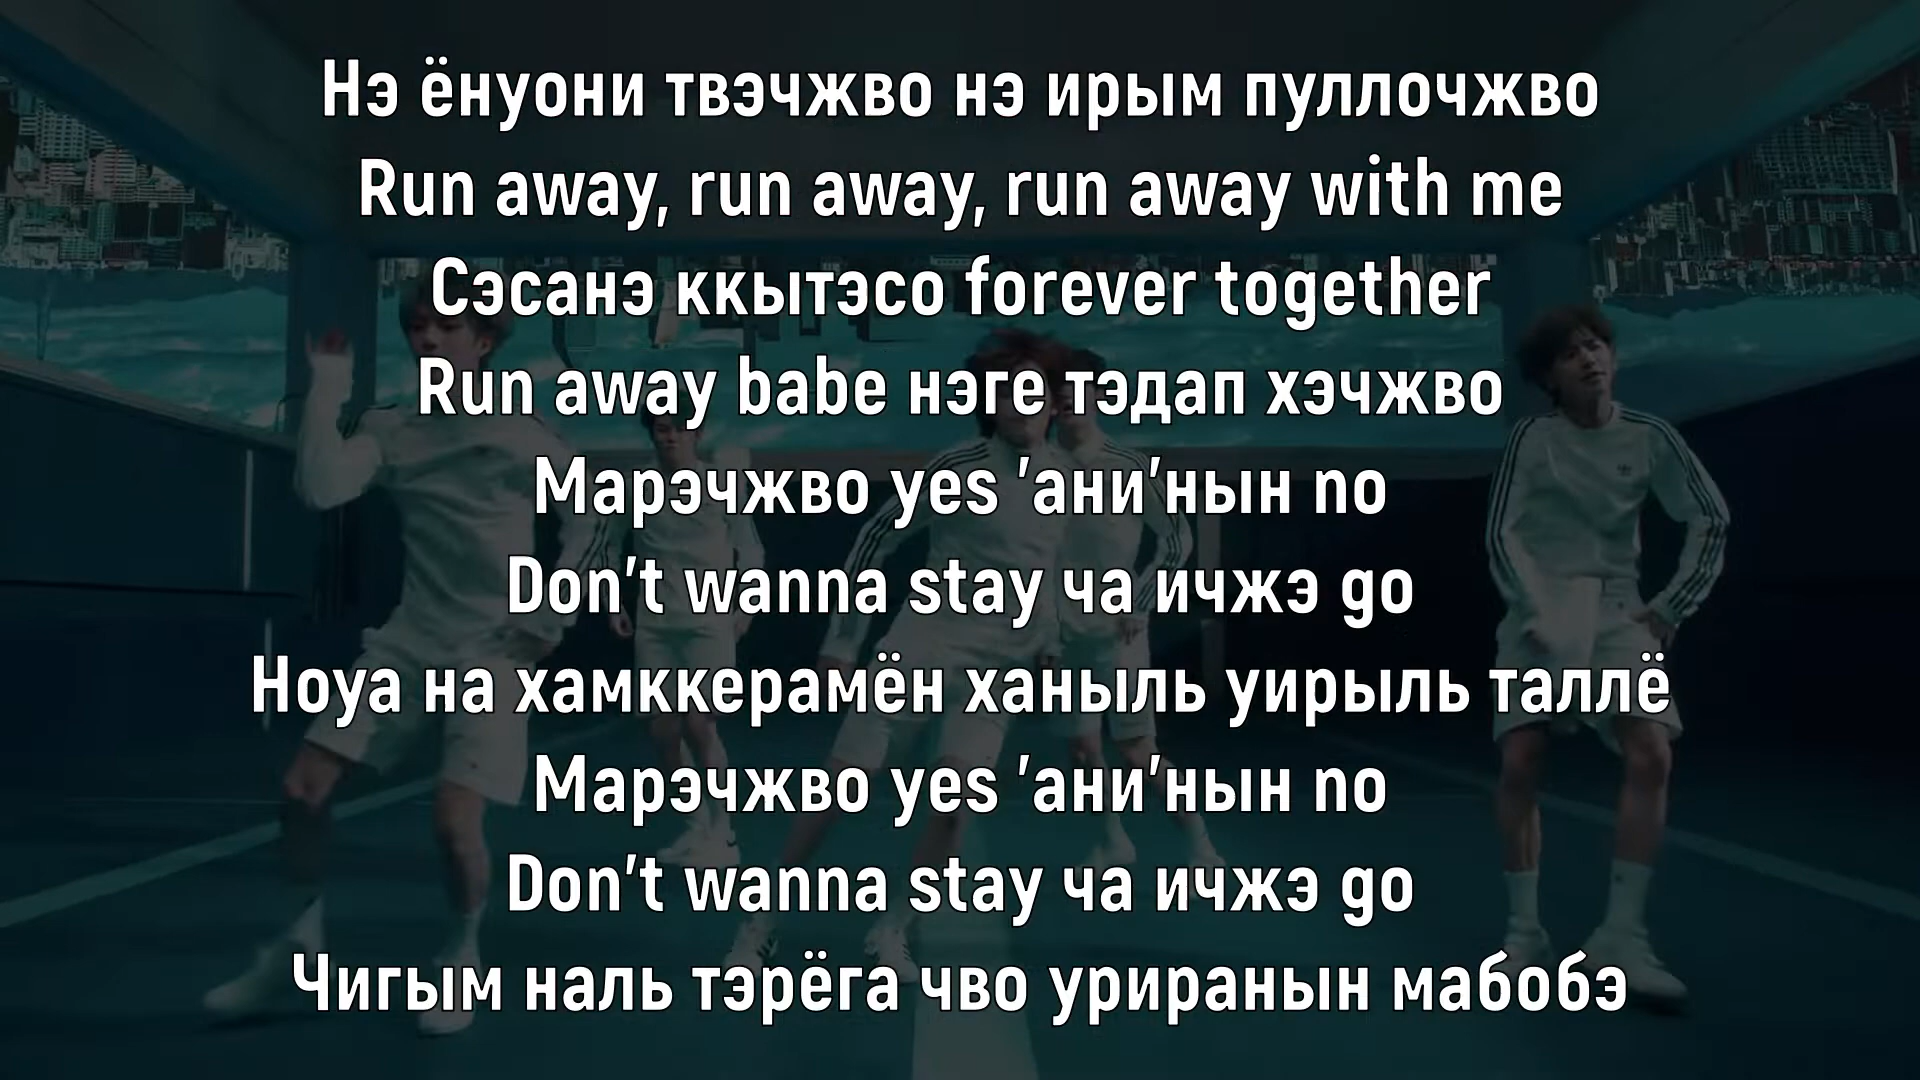 Нэ ёнуони твэчжво нэ ирым пуллочжво
Run away, run away, run away with me
Сэсанэ ккытэсо forever together
Run away babe нэге тэдап хэчжво
Марэчжво yes 'ани'нын no
Don't wanna stay ча ичжэ go
Ноуа на хамккерамён ханыль уирыль таллё
Марэчжво yes 'ани'нын no
Don't wanna stay ча ичжэ go
Чигым наль тэрёга чво уриранын мабобэ